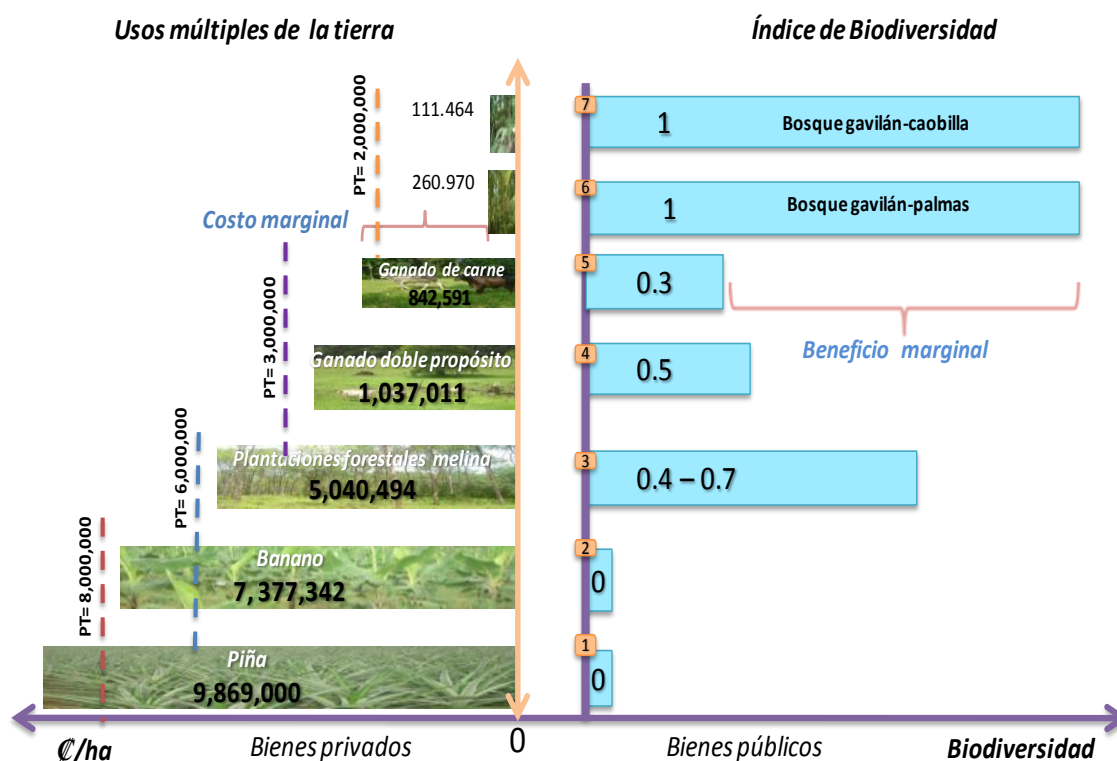 Usos múltiples de la tierra
Índice de Biodiversidad
PT= 2,000,000
111.464
7
1
Bosque gavilán-caobilla
260.970
6
1
Bosque gavilán-palmas
Costo marginal
PT= 3,000,000
Ganado de carne
842,591
5
0.3
Beneficio marginal
Ganado doble propósito
1,037,011
4
0.5
PT= 6,000,000
Plantaciones forestales melina
5,040,494
3
0.4 – 0.7
PT= 8,000,000
Banano
7,377,342
2
0
Piña
9,869,000
1
0
₡/ha
Bienes privados
0
Bienes públicos
Biodiversidad